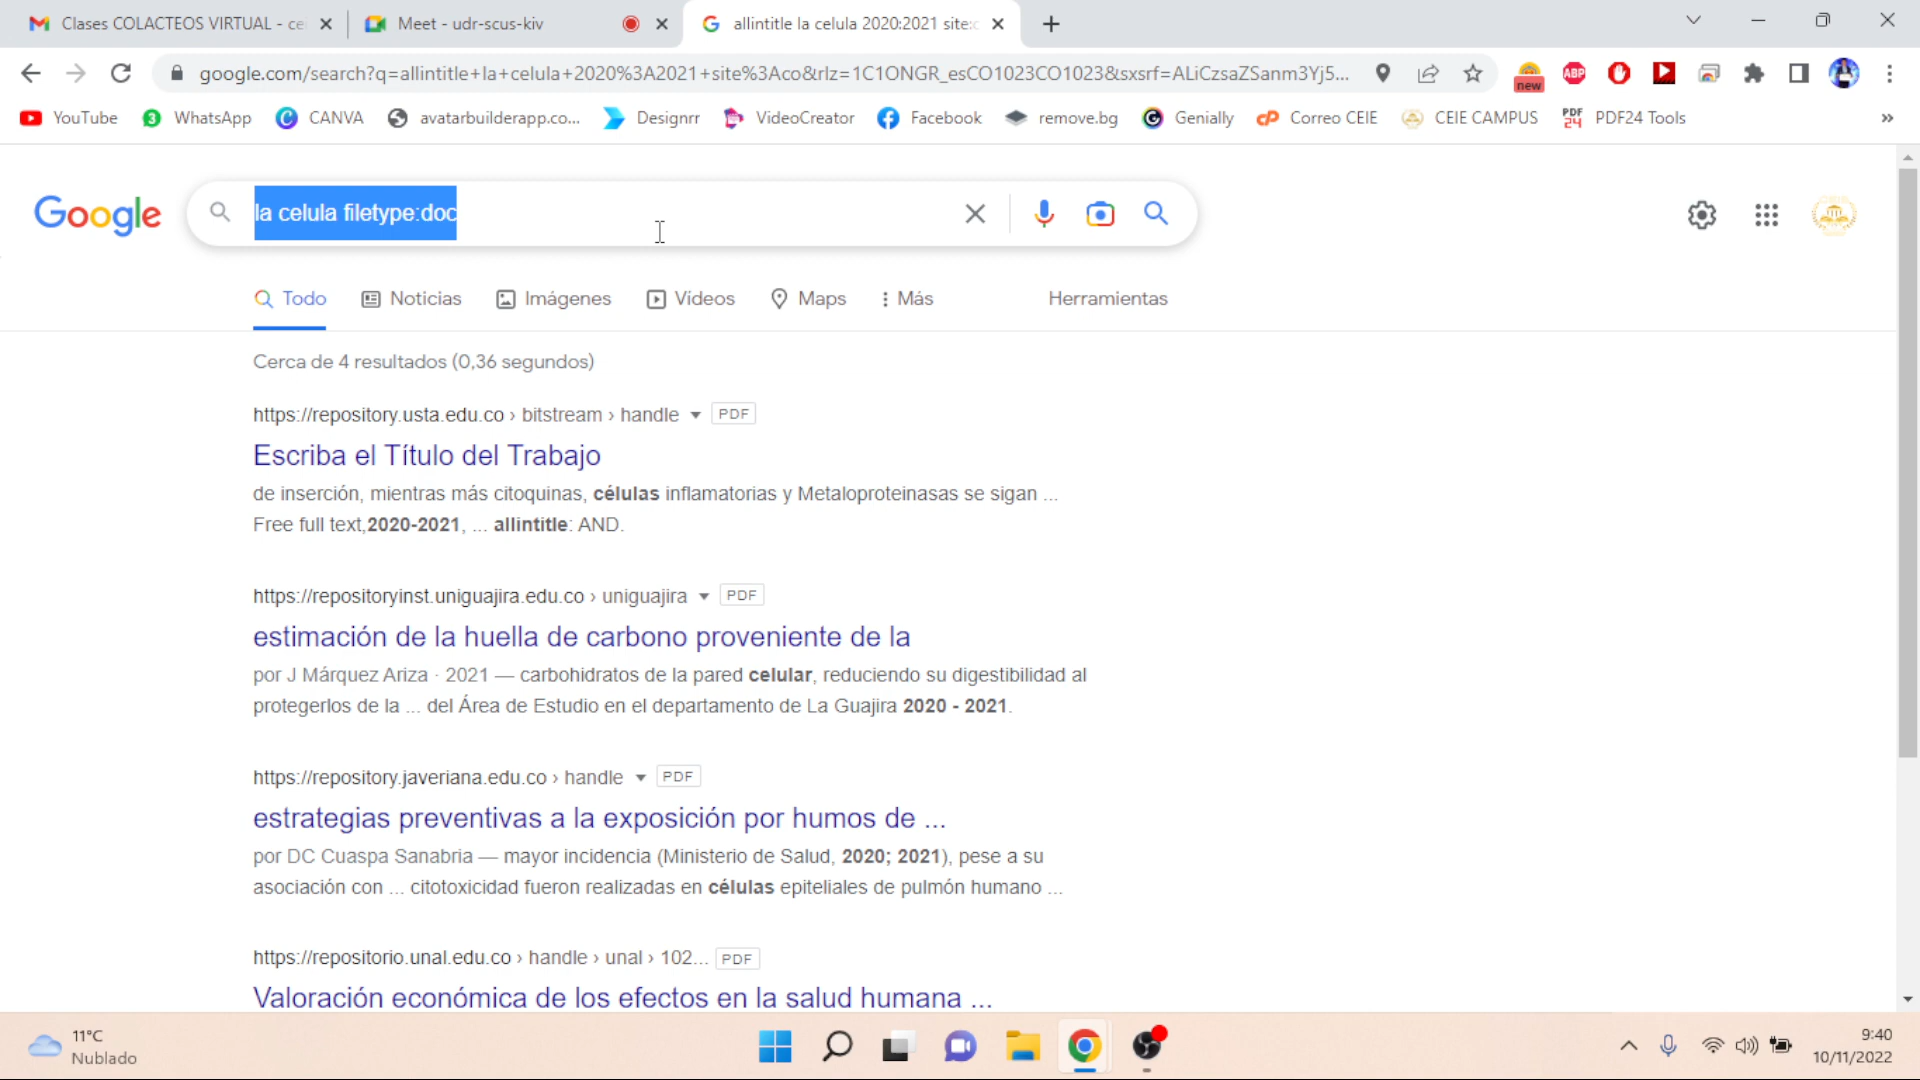 Clases COLACTEOS VIRTUAL - ce
Meet - udr-scus-kiv
allintitle la celula 2020:2021 site:c
google.com/search?q=allintitle+la+celula+2020%3A2021+site%3Aco&rlz=1C1ONGR_esCO1023CO1023&sxsrf=ALiCzsaZSanm3Yj5...
new
ABP
YouTube
3 WhatsApp
CANVA
avatarbuilderapp.co...
Designrr
VideoCreator
Facebook
remove.bg
Genially
Correo CEIE
CEIE CAMPUS
PDF 24
PDF24 Tools
»
Google
la celula filetype:doc
Todo
Noticias
Imágenes
Vídeos
Maps
Más
Herramientas
Cerca de 4 resultados (0,36 segundos)
https://repository.usta.edu.co › bitstream › handle PDF
Escriba el Título del Trabajo
de inserción, mientras más citoquinas, células inflamatorias y Metaloproteinasas se sigan ...
Free full text,2020-2021, ... allintitle: AND.
https://repositoryinst.uniguajira.edu.co › uniguajira PDF
estimación de la huella de carbono proveniente de la
por J Márquez Ariza · 2021 — carbohidratos de la pared celular, reduciendo su digestibilidad al
protegerlos de la ... del Área de Estudio en el departamento de La Guajira 2020 - 2021.
https://repository.javeriana.edu.co › handle PDF
estrategias preventivas a la exposición por humos de ...
por DC Cuaspa Sanabria — mayor incidencia (Ministerio de Salud, 2020; 2021), pese a su
asociación con ... citotoxicidad fueron realizadas en células epiteliales de pulmón humano ...
https://repositorio.unal.edu.co › handle › unal › 102... PDF
Valoración económica de los efectos en la salud humana ...
11°C
Nublado
9:40
10/11/2022